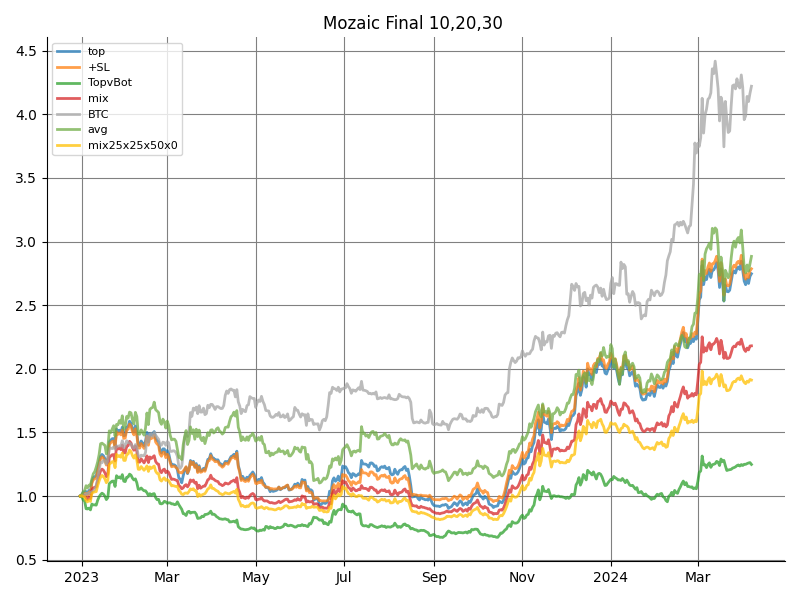 Mozaic Final 10,20,30
top
+SL
TopvBot
mix
BTC
avg
mix25x25x50x0
4.5
4.0
3.5
3.0
2.5
2.0
1.5
1.0
0.5
2023 Mar May Jul Sep Nov 2024 Mar